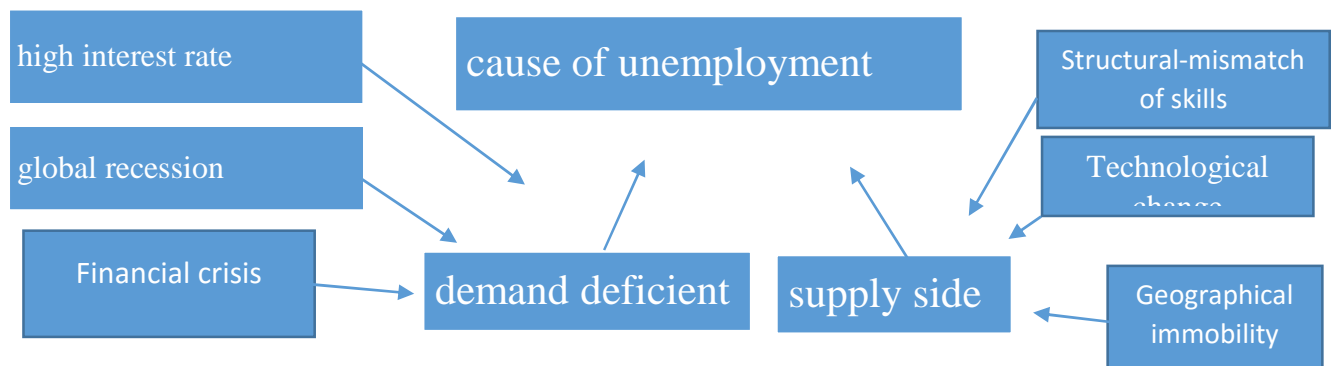 high interest rate
cause of unemployment
Structural-mismatch
of skills
global recession
Technological
change
Financial crisis
demand deficient
supply side
Geographical
immobility